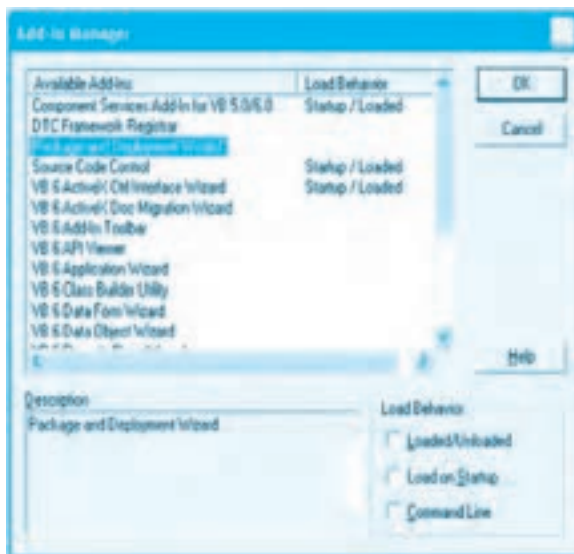 Add-In Manager
Available Add-Ins Load Behavior
Component Services Add-In for VB 5.0/6.0 Startup / Loaded
DTC Framework Registrar
Package and Deployment Wizard
Source Code Control Startup / Loaded
VB 6 ActiveX Ctrl Interface Wizard Startup / Loaded
VB 6 ActiveX Doc Migration Wizard
VB 6 Add-In Toolbar
VB 6 API Viewer
VB 6 Application Wizard
VB 6 Class Builder Utility
VB 6 Data Form Wizard
VB 6 Data Object Wizard
OK
Cancel
Help
Description
Package and Deployment Wizard
Load Behavior
Loaded/Unloaded
Load on Startup
Command Line